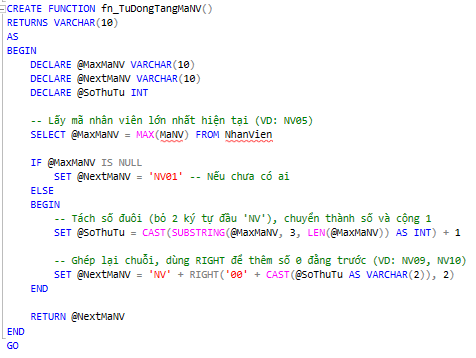 CREATE FUNCTION fn_TuDongTangMaNV()
RETURNS VARCHAR(10)
AS
BEGIN
    DECLARE @MaxMaNV VARCHAR(10)
    DECLARE @NextMaNV VARCHAR(10)
    DECLARE @SoThuTu INT

    -- Lấy mã nhân viên lớn nhất hiện tại (VD: NV05)
    SELECT @MaxMaNV = MAX(MaNV) FROM NhanVien

    IF @MaxMaNV IS NULL
        SET @NextMaNV = 'NV01' -- Nếu chưa có ai
    ELSE
    BEGIN
        -- Tách số đuôi (bỏ 2 ký tự đầu 'NV'), chuyển thành số và cộng 1
        SET @SoThuTu = CAST(SUBSTRING(@MaxMaNV, 3, LEN(@MaxMaNV)) AS INT) + 1

        -- Ghép lại chuỗi, dùng RIGHT để thêm số 0 đằng trước (VD: NV09, NV10)
        SET @NextMaNV = 'NV' + RIGHT('00' + CAST(@SoThuTu AS VARCHAR(2)), 2)
    END

    RETURN @NextMaNV
END
GO